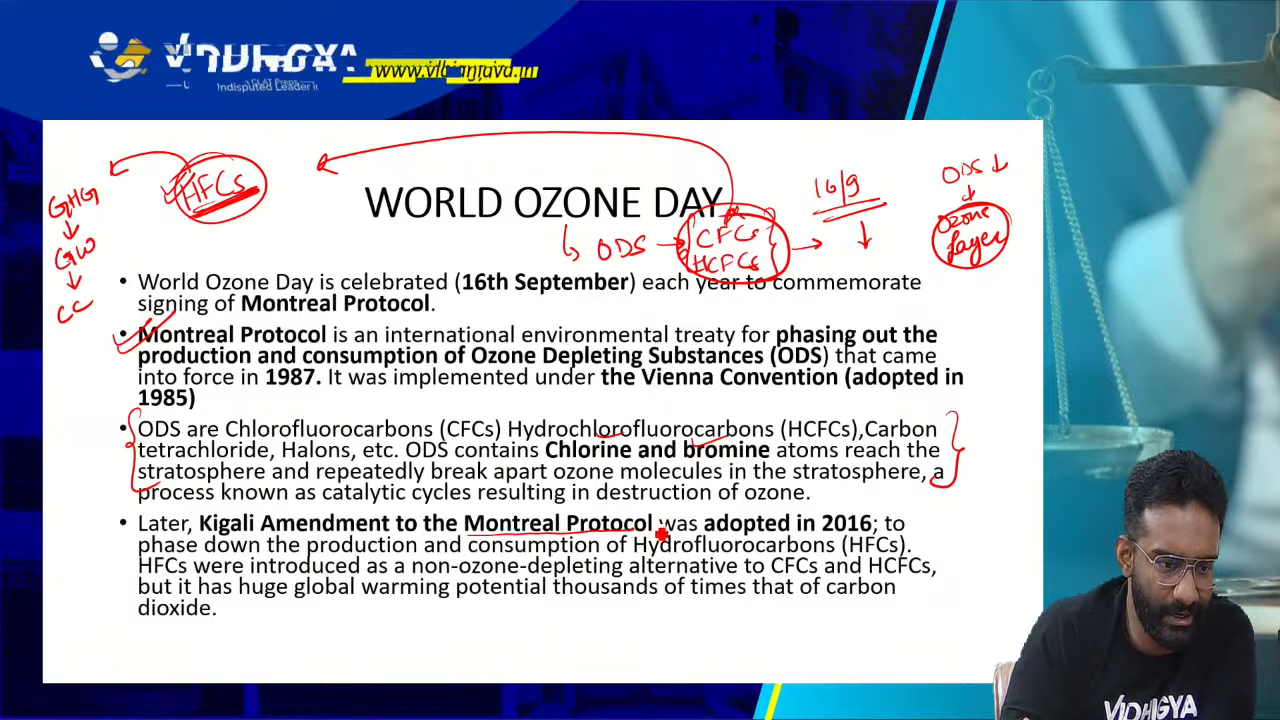 www.vidhigya.in
Indisputed Leader in
HFCs
GHG
↓
GW
↓
CC
WORLD OZONE DAY
ODS → CFCs
HCFCs →
16/9
↓
ODS ↓
↓
Ozone
Layer
• World Ozone Day is celebrated (16th September) each year to commemorate
signing of Montreal Protocol.
• Montreal Protocol is an international environmental treaty for phasing out the
production and consumption of Ozone Depleting Substances (ODS) that came
into force in 1987. It was implemented under the Vienna Convention (adopted in
1985)
• ODS are Chlorofluorocarbons (CFCs) Hydrochlorofluorocarbons (HCFCs),Carbon
tetrachloride, Halons, etc. ODS contains Chlorine and bromine atoms reach the
stratosphere and repeatedly break apart ozone molecules in the stratosphere, a
process known as catalytic cycles resulting in destruction of ozone.
• Later, Kigali Amendment to the Montreal Protocol was adopted in 2016; to
phase down the production and consumption of Hydrofluorocarbons (HFCs).
HFCs were introduced as a non-ozone-depleting alternative to CFCs and HCFCs,
but it has huge global warming potential thousands of times that of carbon
dioxide.
VIDHIGYA